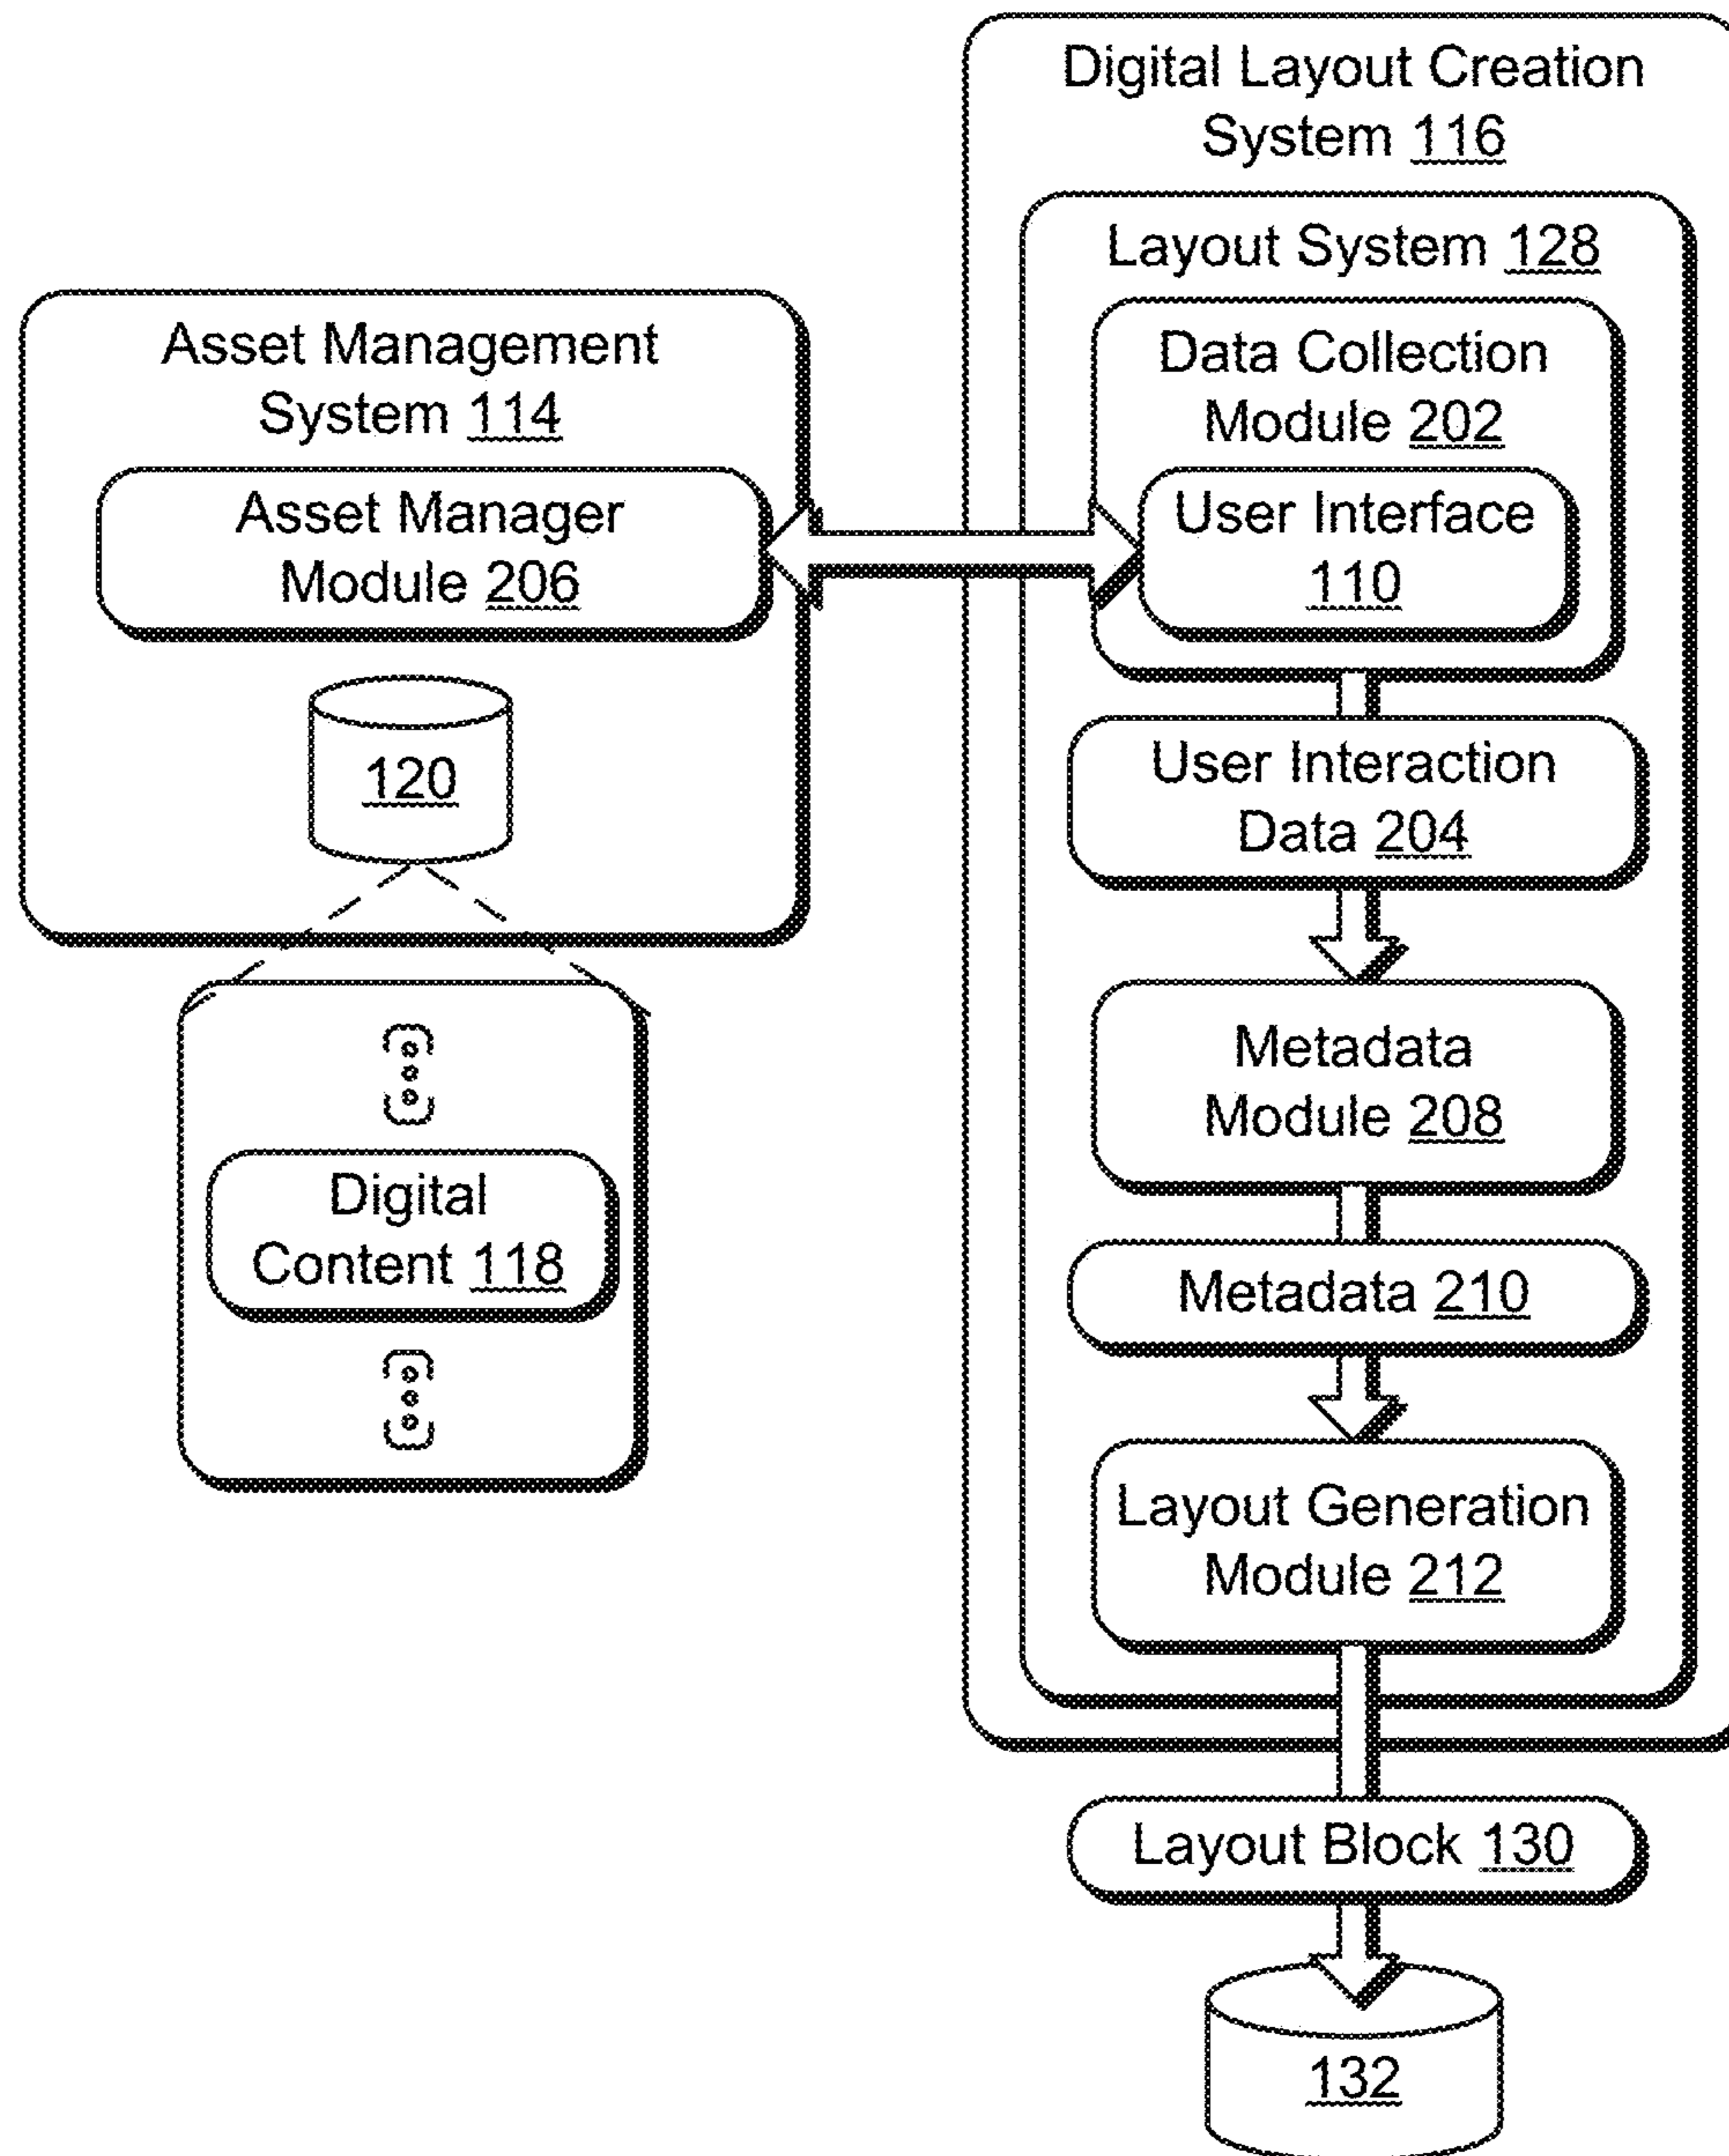 Digital Layout Creation
System 116
Layout System 128
Data Collection
Module 202
User Interface
110
Asset Management
System 114
Asset Manager
Module 206
120
Digital
Content 118
User Interaction
Data 204
Metadata
Module 208
Metadata 210
Layout Generation
Module 212
Layout Block 130
132